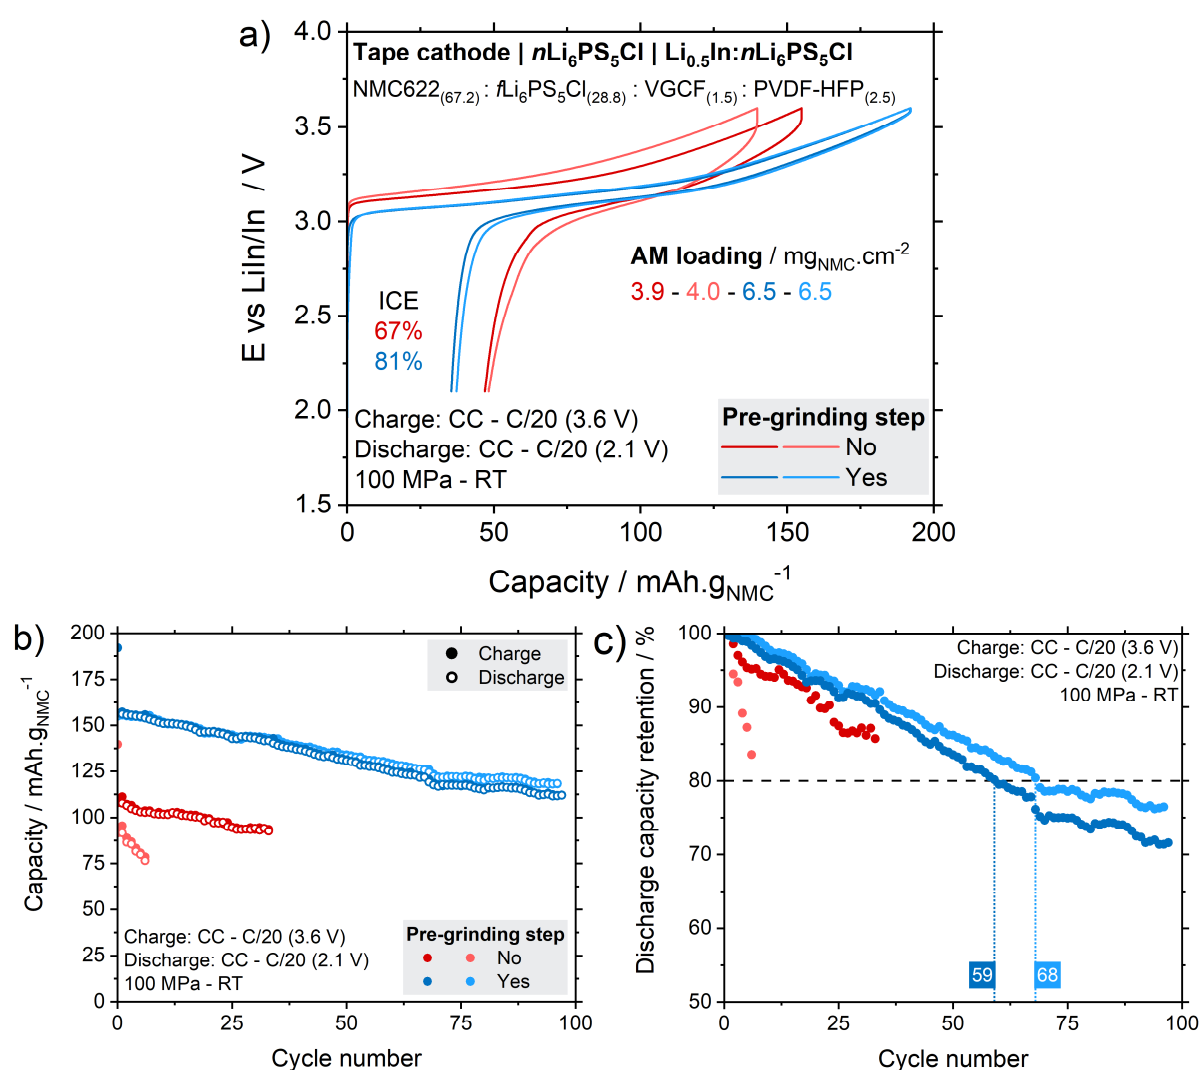 a)
4.0
3.5
3.0
2.5
2.0
1.5
E vs LiIn/In / V
Tape cathode | nLi6PS5Cl | Li0.5In:nLi6PS5Cl
NMC622(67.2) : fLi6PS5Cl(28.8) : VGCF(1.5) : PVDF-HFP(2.5)
AM loading / mgNMC.cm-2
3.9 - 4.0 - 6.5 - 6.5
ICE
67%
81%
Charge: CC - C/20 (3.6 V)
Discharge: CC - C/20 (2.1 V)
100 MPa - RT
Pre-grinding step
No
Yes
0 50 100 150 200
Capacity / mAh.gNMC-1
b)
200
175
150
125
100
75
50
25
0
Capacity / mAh.gNMC-1
Charge
Discharge
Charge: CC - C/20 (3.6 V)
Discharge: CC - C/20 (2.1 V)
100 MPa - RT
Pre-grinding step
No
Yes
0 25 50 75 100
Cycle number
c)
100
90
80
70
60
50
Discharge capacity retention / %
Charge: CC - C/20 (3.6 V)
Discharge: CC - C/20 (2.1 V)
100 MPa - RT
59
68
0 25 50 75 100
Cycle number